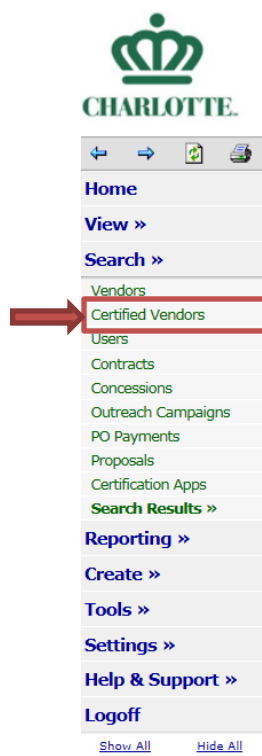 CHARLOTTE.
Home
View »
Search »
Vendors
Certified Vendors
Users
Contracts
Concessions
Outreach Campaigns
PO Payments
Proposals
Certification Apps
Search Results »
Reporting »
Create »
Tools »
Settings »
Help & Support »
Logoff
Show All Hide All